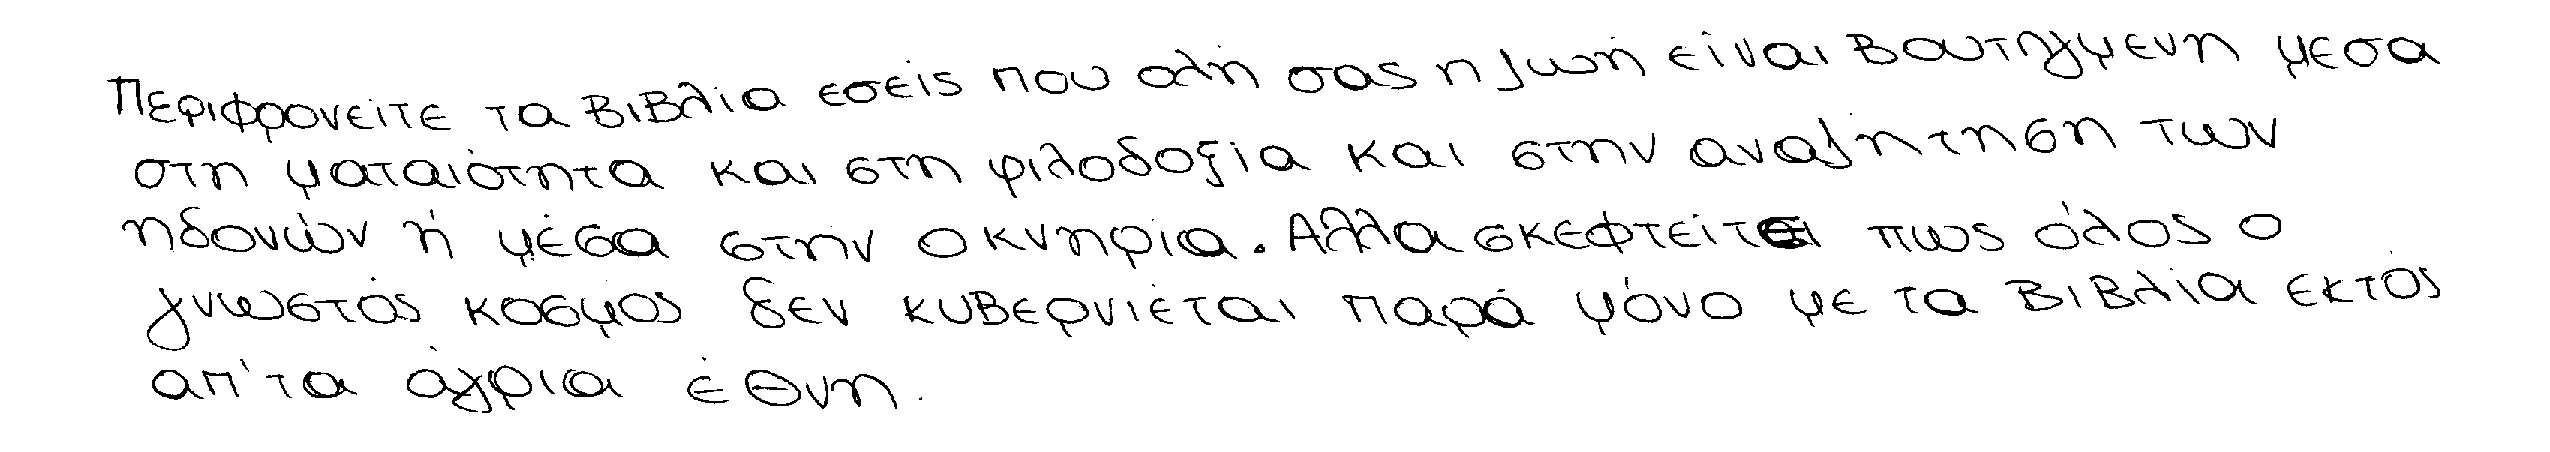 Περιφρονείτε τα βιβλία εσείς που όλη σας η ζωή είναι βουτηγμένη μέσα
στη ματαιότητα και στη φιλοδοξία και στην αναζήτηση των
ηδονών ή μέσα στην οκνηρία. Αλλά σκεφτείτε πως όλος ο
γνωστός κόσμος δεν κυβερνιέται παρά μόνο με τα βιβλία εκτός
απ' τα άγρια έθνη.